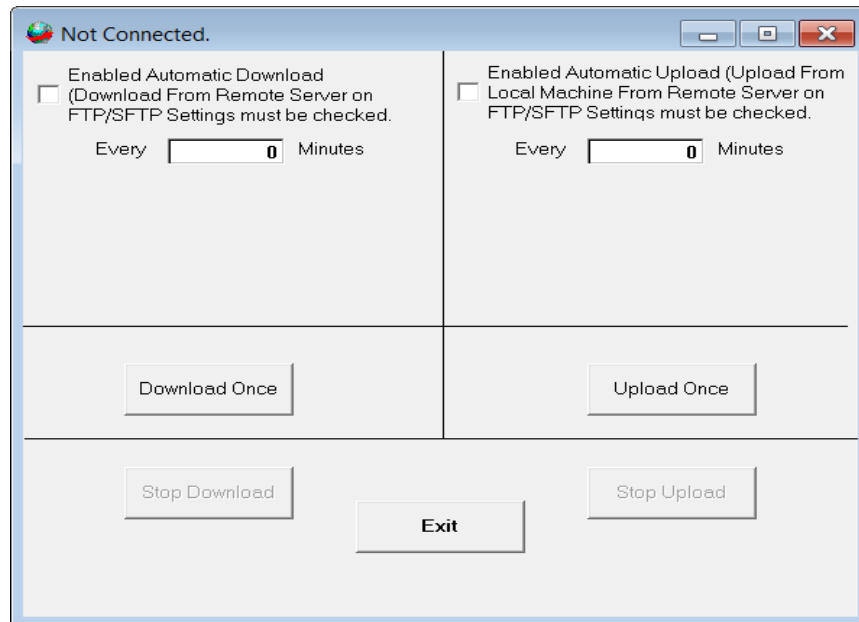 Not Connected.
Enabled Automatic Download
(Download From Remote Server on
FTP/SFTP Settings must be checked.
Every 0 Minutes
Enabled Automatic Upload (Upload From
Local Machine From Remote Server on
FTP/SFTP Settings must be checked.
Every 0 Minutes
Download Once
Upload Once
Stop Download
Stop Upload
Exit